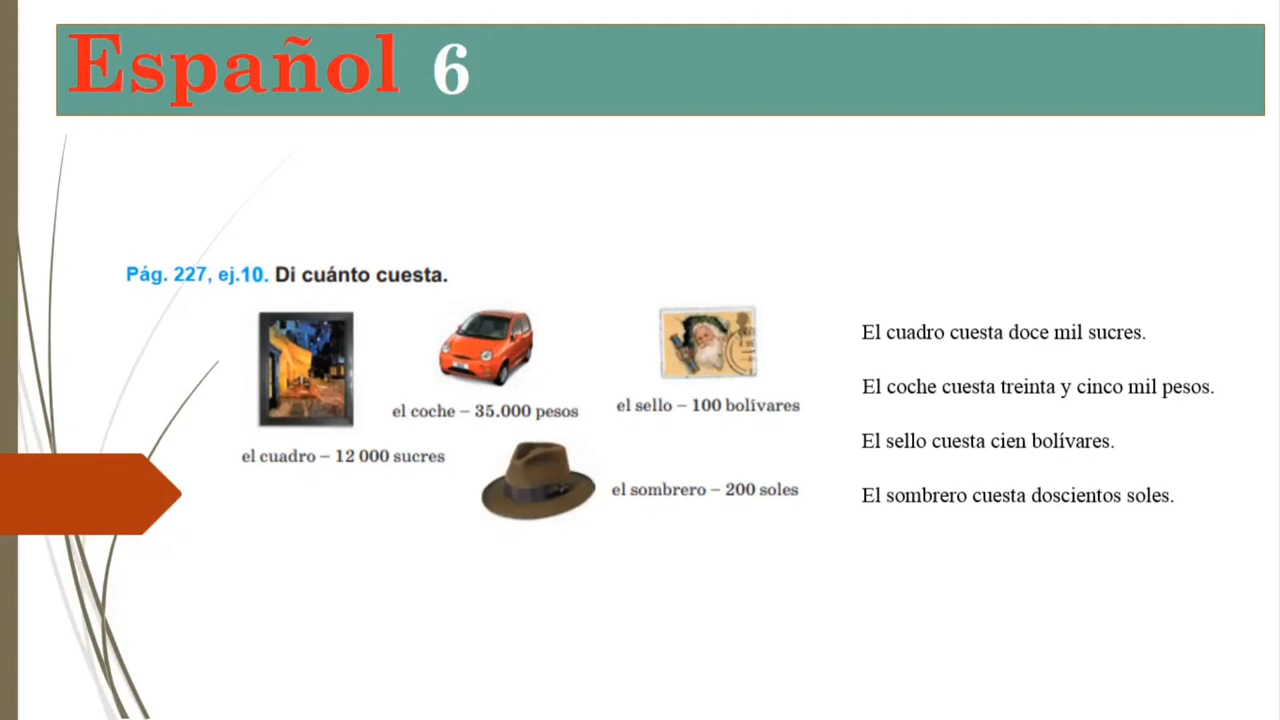 Español 6
Pág. 227, ej.10. Di cuánto cuesta.
el cuadro – 12 000 sucres
el coche – 35.000 pesos
el sello – 100 bolívares
el sombrero – 200 soles
El cuadro cuesta doce mil sucres.
El coche cuesta treinta y cinco mil pesos.
El sello cuesta cien bolívares.
El sombrero cuesta doscientos soles.